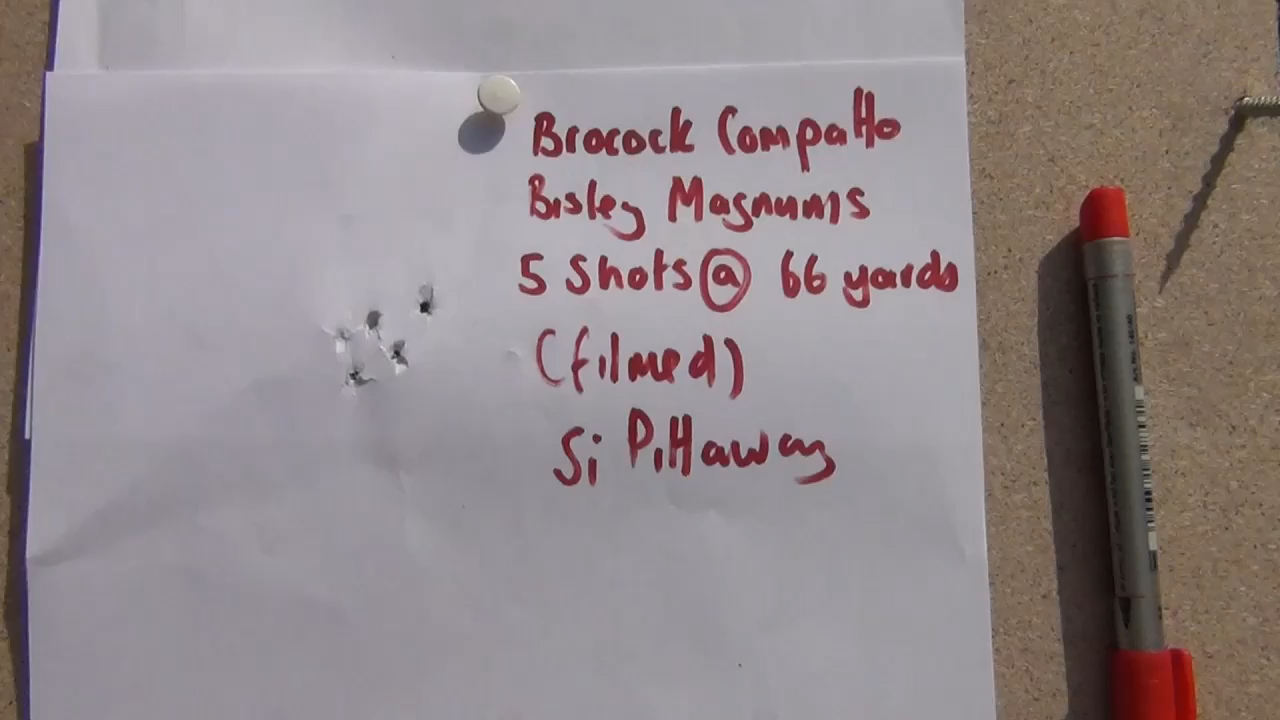 Brocock Compatto
Bisley Magnums
5 Shots @ 66 yards
(filmed)
Si Pittaway